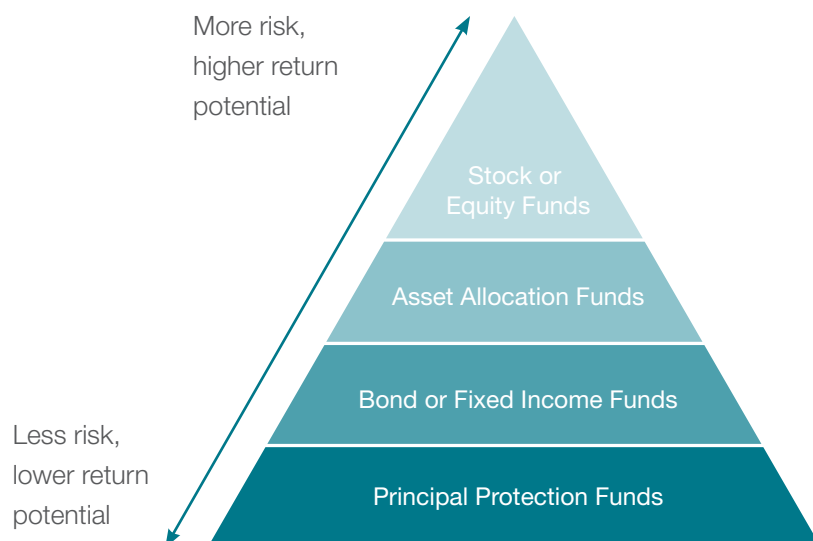 More risk,
higher return
potential
Stock or
Equity Funds
Asset Allocation Funds
Bond or Fixed Income Funds
Less risk,
lower return
potential
Principal Protection Funds